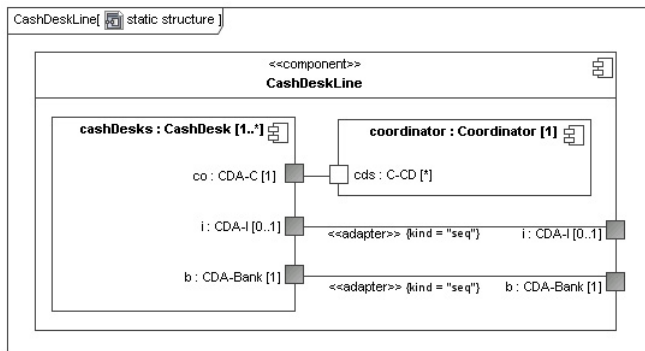 CashDeskLine[ static structure ]
<<component>>
CashDeskLine
cashDesks : CashDesk [1..*]
coordinator : Coordinator [1]
co : CDA-C [1]
cds : C-CD [*]
i : CDA-I [0..1]
<<adapter>> {kind = "seq"}
i : CDA-I [0..1]
b : CDA-Bank [1]
<<adapter>> {kind = "seq"}
b : CDA-Bank [1]